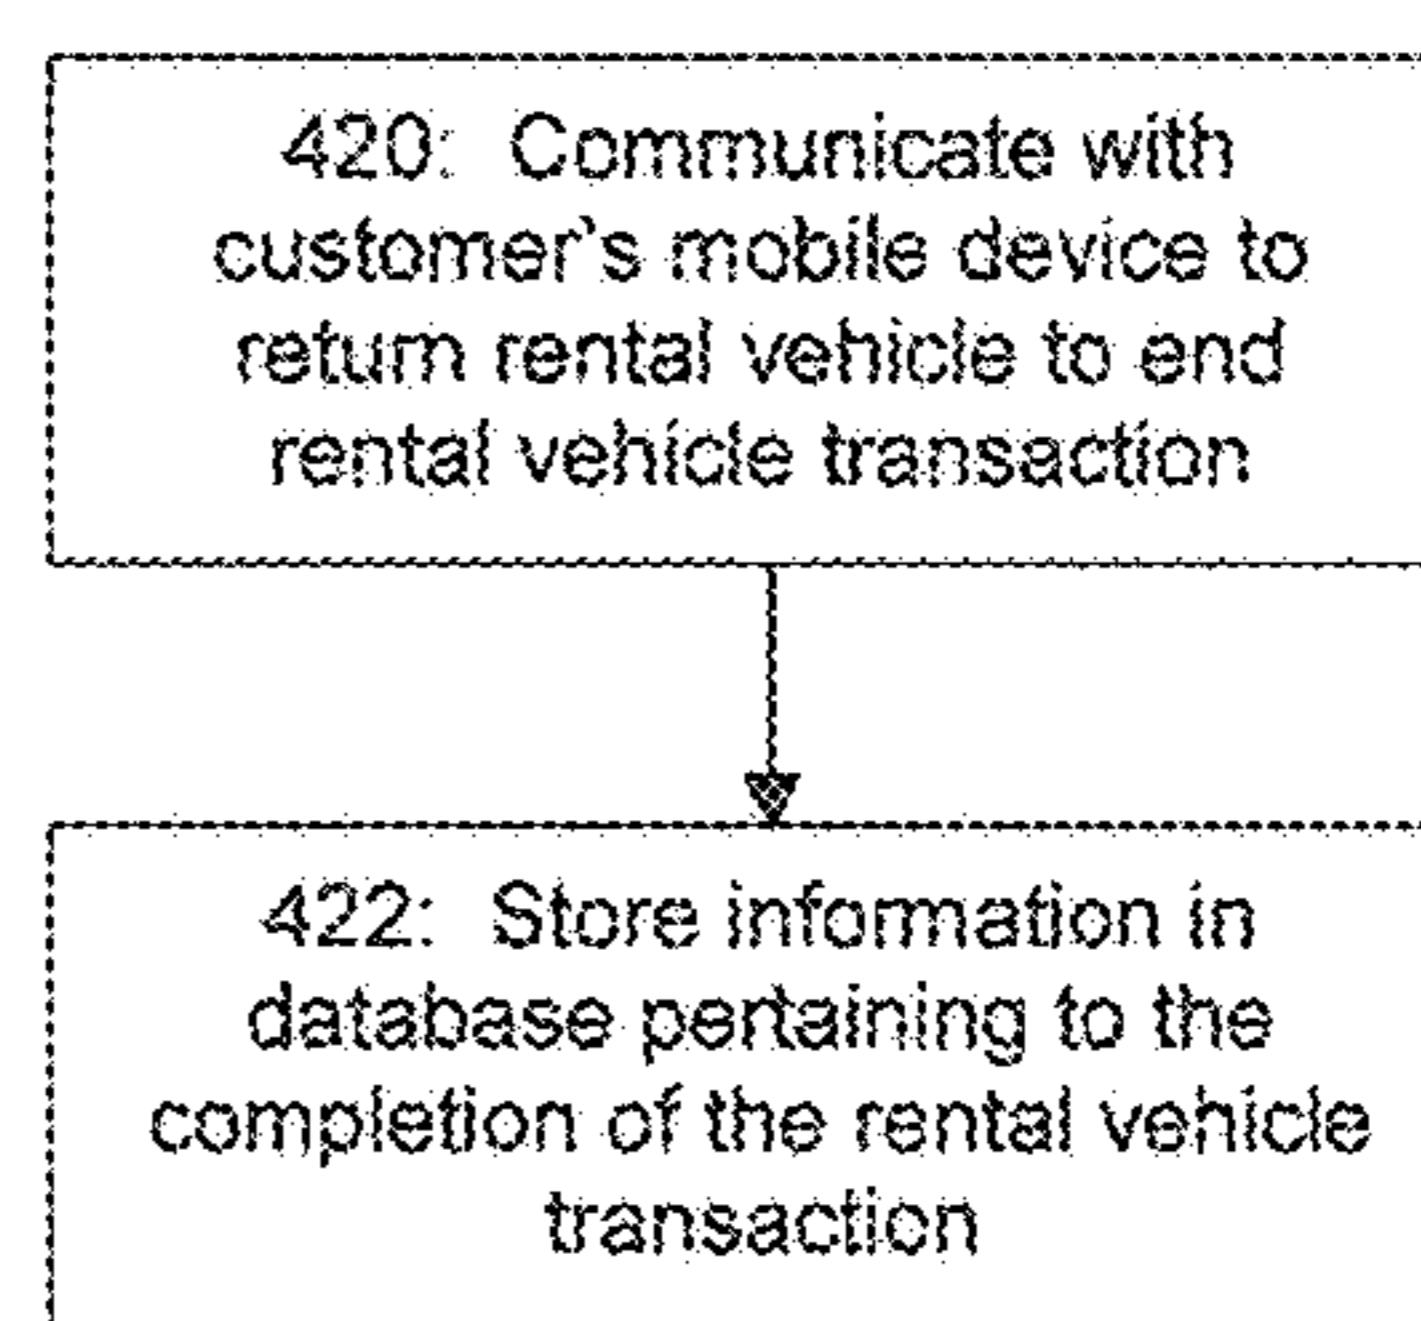 420: Communicate with
customer's mobile device to
return rental vehicle to end
rental vehicle transaction
422: Store information in
database pertaining to the
completion of the rental vehicle
transaction